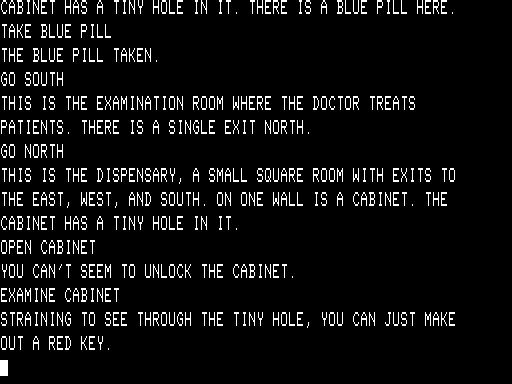 CABINET HAS A TINY HOLE IN IT. THERE IS A BLUE PILL HERE.
TAKE BLUE PILL
THE BLUE PILL TAKEN.
GO SOUTH
THIS IS THE EXAMINATION ROOM WHERE THE DOCTOR TREATS
PATIENTS. THERE IS A SINGLE EXIT NORTH.
GO NORTH
THIS IS THE DISPENSARY, A SMALL SQUARE ROOM WITH EXITS TO
THE EAST, WEST, AND SOUTH. ON ONE WALL IS A CABINET. THE
CABINET HAS A TINY HOLE IN IT.
OPEN CABINET
YOU CAN'T SEEM TO UNLOCK THE CABINET.
EXAMINE CABINET
STRAINING TO SEE THROUGH THE TINY HOLE, YOU CAN JUST MAKE
OUT A RED KEY.